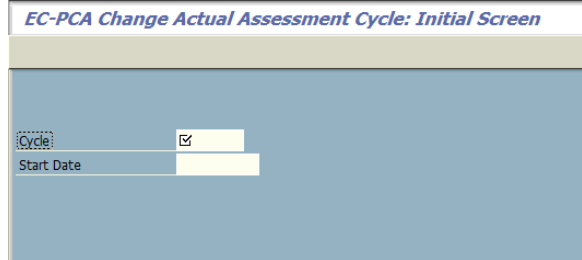 EC-PCA Change Actual Assessment Cycle: Initial Screen
Cycle
Start Date